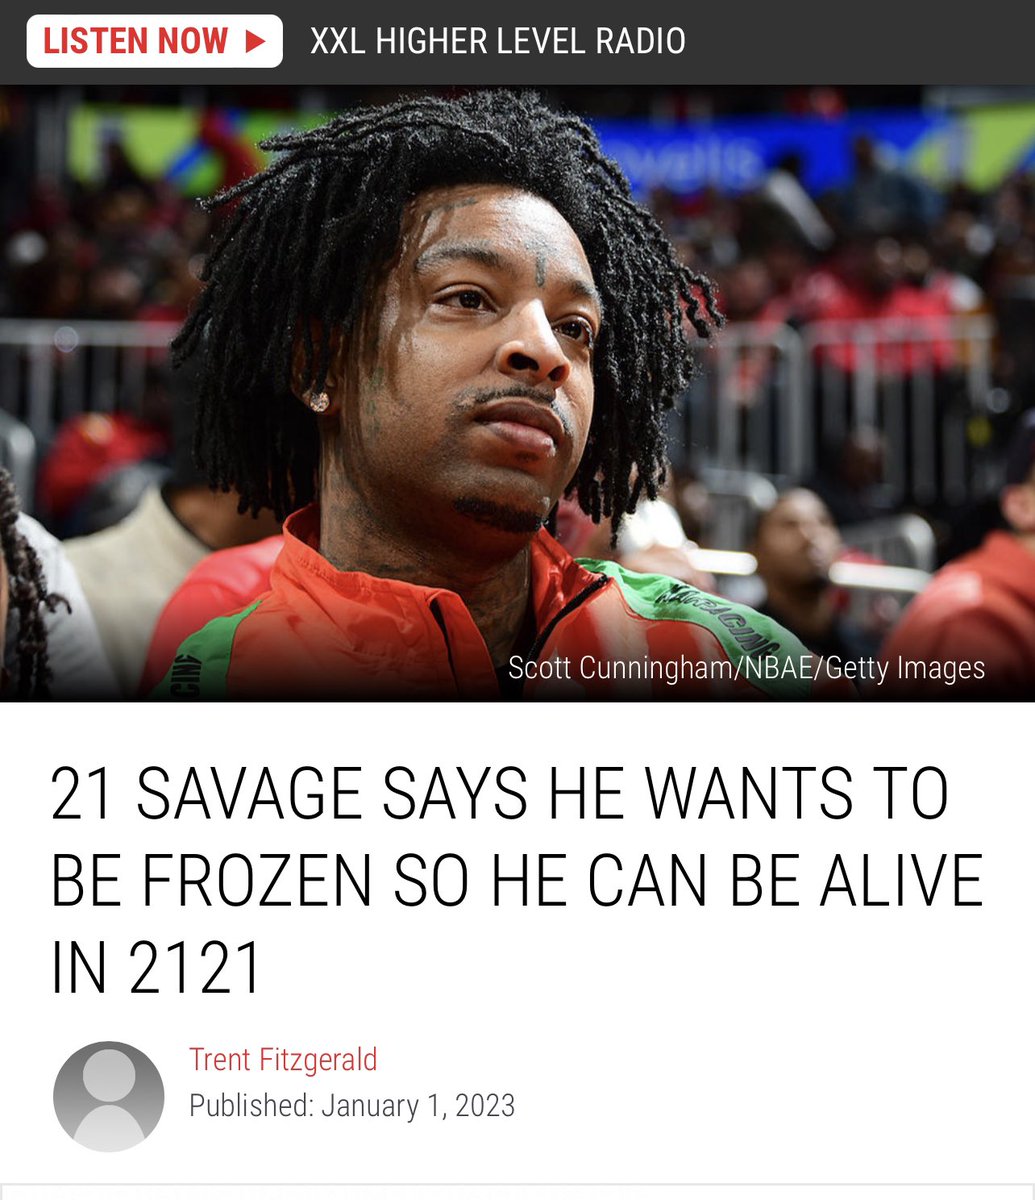 LISTEN NOW
XXL HIGHER LEVEL RADIO
Scott Cunningham/NBAE/Getty Images
21 SAVAGE SAYS HE WANTS TO
BE FROZEN SO HE CAN BE ALIVE
IN 2121
Trent Fitzgerald
Published: January 1, 2023